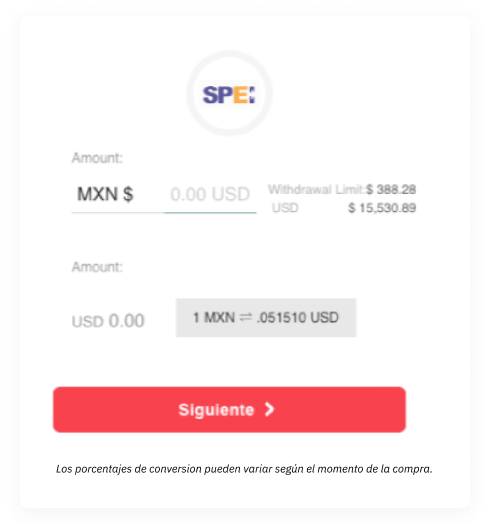 SPEI
Amount:
MXN $ 0.00 USD Withdrawal Limit:$ 388.28
USD $ 15,530.89
Amount:
USD 0.00 1 MXN ⇌ .051510 USD
Siguiente
Los porcentajes de conversion pueden variar según el momento de la compra.